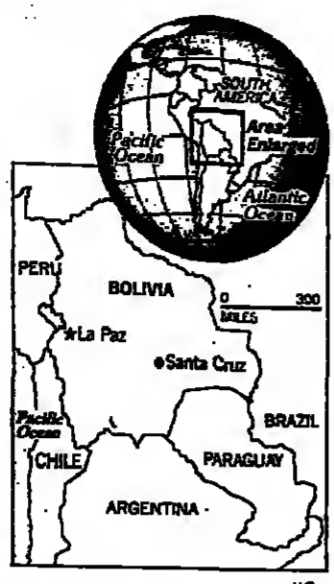 SOUTH
AMERICA
Pacific
Ocean
Area
Enlarged
Atlantic
Ocean
PERU
BOLIVIA
0 300
MILES
★La Paz
●Santa Cruz
Pacific
Ocean
BRAZIL
CHILE
PARAGUAY
ARGENTINA